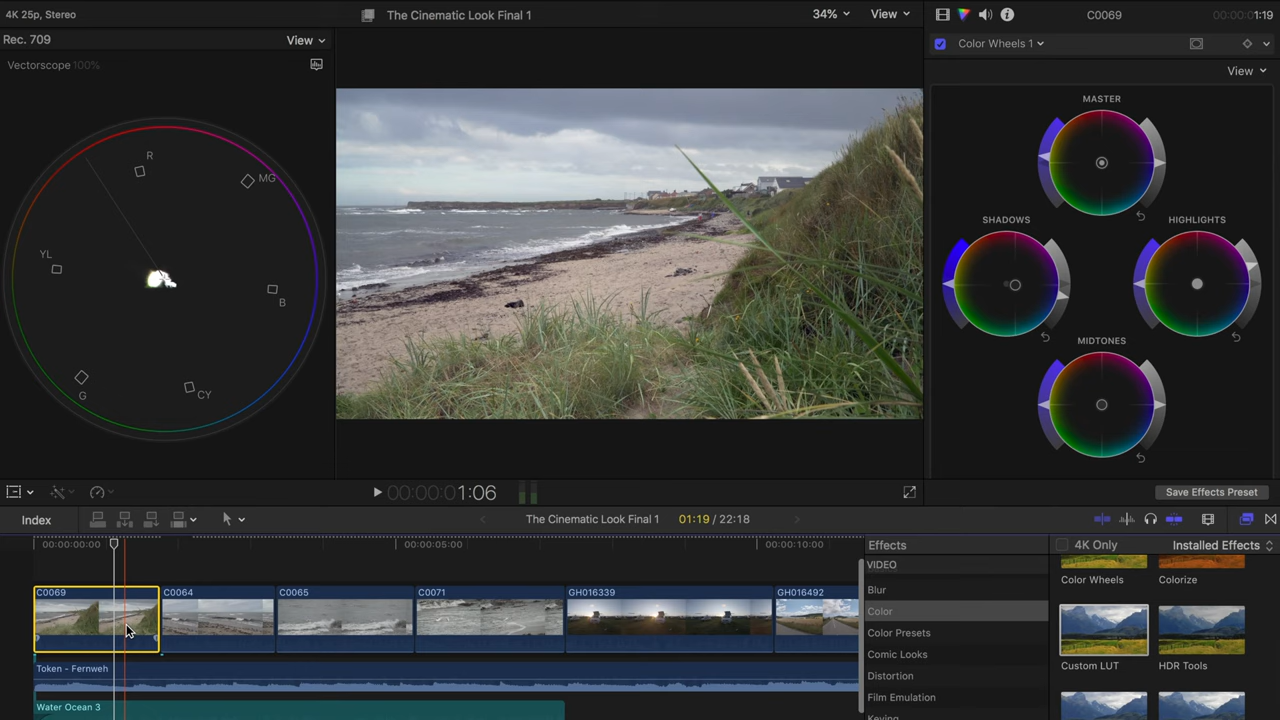 4K 25p, Stereo
The Cinematic Look Final 1
34%
View
C0069
00:00:00:01:19
Rec. 709
View
Color Wheels 1
Vectorscope 100%
View
MASTER
R
MG
YL
B
G
CY
SHADOWS
HIGHLIGHTS
MIDTONES
00:00:00:01:06
Save Effects Preset
Index
The Cinematic Look Final 1
01:19 / 22:18
00:00:00:00
00:00:05:00
00:00:10:00
Effects
4K Only
Installed Effects
VIDEO
Blur
Color
Color Presets
Comic Looks
Distortion
Film Emulation
Keying
Color Wheels
Colorize
Custom LUT
HDR Tools
C0069
C0064
C0065
C0071
GH016339
GH016492
Token - Fernweh
Water Ocean 3